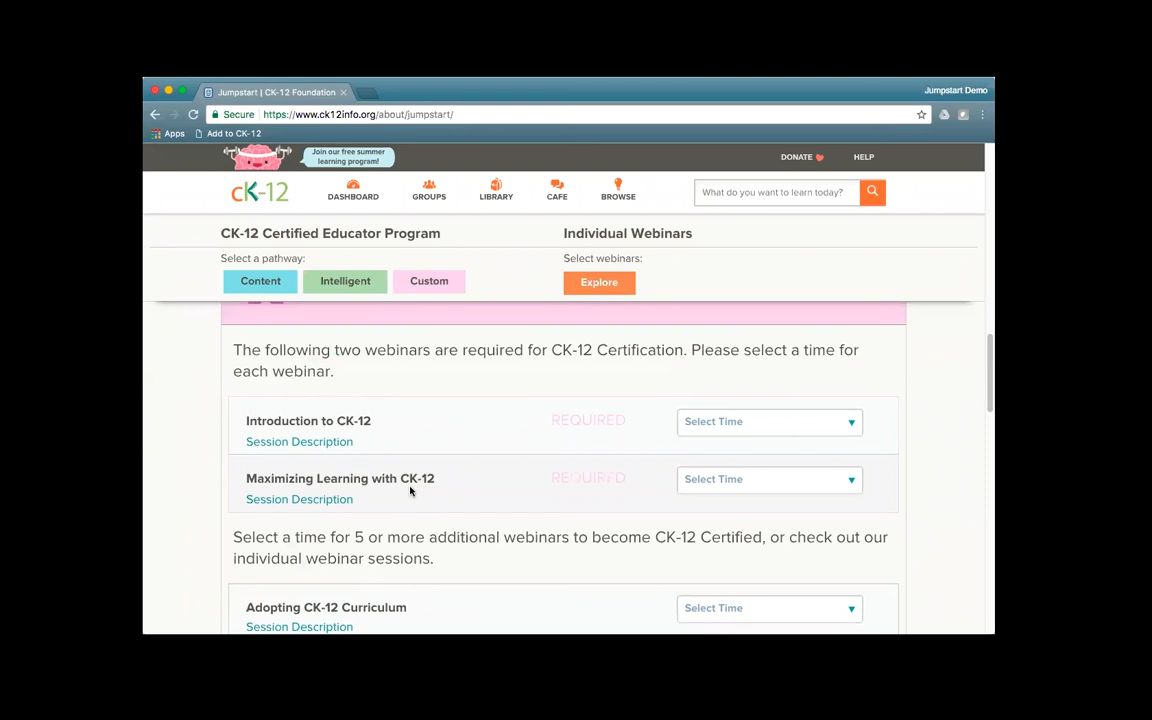 Jumpstart | CK-12 Foundation
Jumpstart Demo
Secure https://www.ck12info.org/about/jumpstart/
Apps Add to CK-12
Join our free summer
learning program!
DONATE HELP
cK-12 DASHBOARD GROUPS LIBRARY CAFE BROWSE What do you want to learn today?
CK-12 Certified Educator Program Individual Webinars
Select a pathway: Select webinars:
Content Intelligent Custom Explore
The following two webinars are required for CK-12 Certification. Please select a time for
each webinar.
Introduction to CK-12 REQUIRED Select Time
Session Description
Maximizing Learning with CK-12 REQUIRED Select Time
Session Description
Select a time for 5 or more additional webinars to become CK-12 Certified, or check out our
individual webinar sessions.
Adopting CK-12 Curriculum Select Time
Session Description